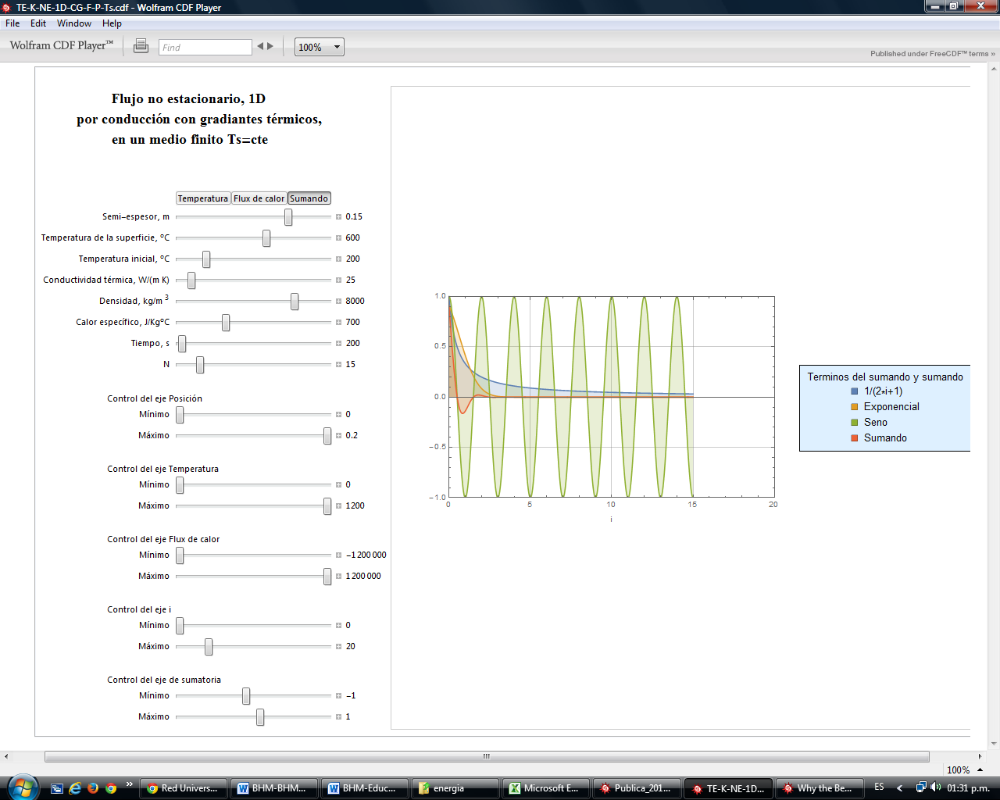 TE-K-NE-1D-CG-F-P-Ts.cdf - Wolfram CDF Player
File Edit Window Help
Wolfram CDF Player™ Find 100%
Published under FreeCDF™ terms »
Flujo no estacionario, 1D
por conducción con gradiantes térmicos,
en un medio finito Ts=cte
Temperatura Flux de calor Sumando
Semi-espesor, m 0.15
Temperatura de la superficie, °C 600
Temperatura inicial, °C 200
Conductividad térmica, W/(m K) 25
Densidad, kg/m 3 8000
Calor específico, J/Kg°C 700
Tiempo, s 200
N 15
Control del eje Posición
Mínimo 0
Máximo 0.2
Control del eje Temperatura
Mínimo 0
Máximo 1200
Control del eje Flux de calor
Mínimo -1 200 000
Máximo 1 200 000
Control del eje i
Mínimo 0
Máximo 20
Control del eje de sumatoria
Mínimo -1
Máximo 1
1.0
0.5
0.0
-0.5
-1.0
0 5 10 15 20
i
Terminos del sumando y sumando
1/(2*i+1)
Exponencial
Seno
Sumando
100%
Red Univers... BHM-BHM... BHM-Educ... energia Microsoft E... Publica_201... TE-K-NE-1D... Why the Be... ES 01:31 p.m.